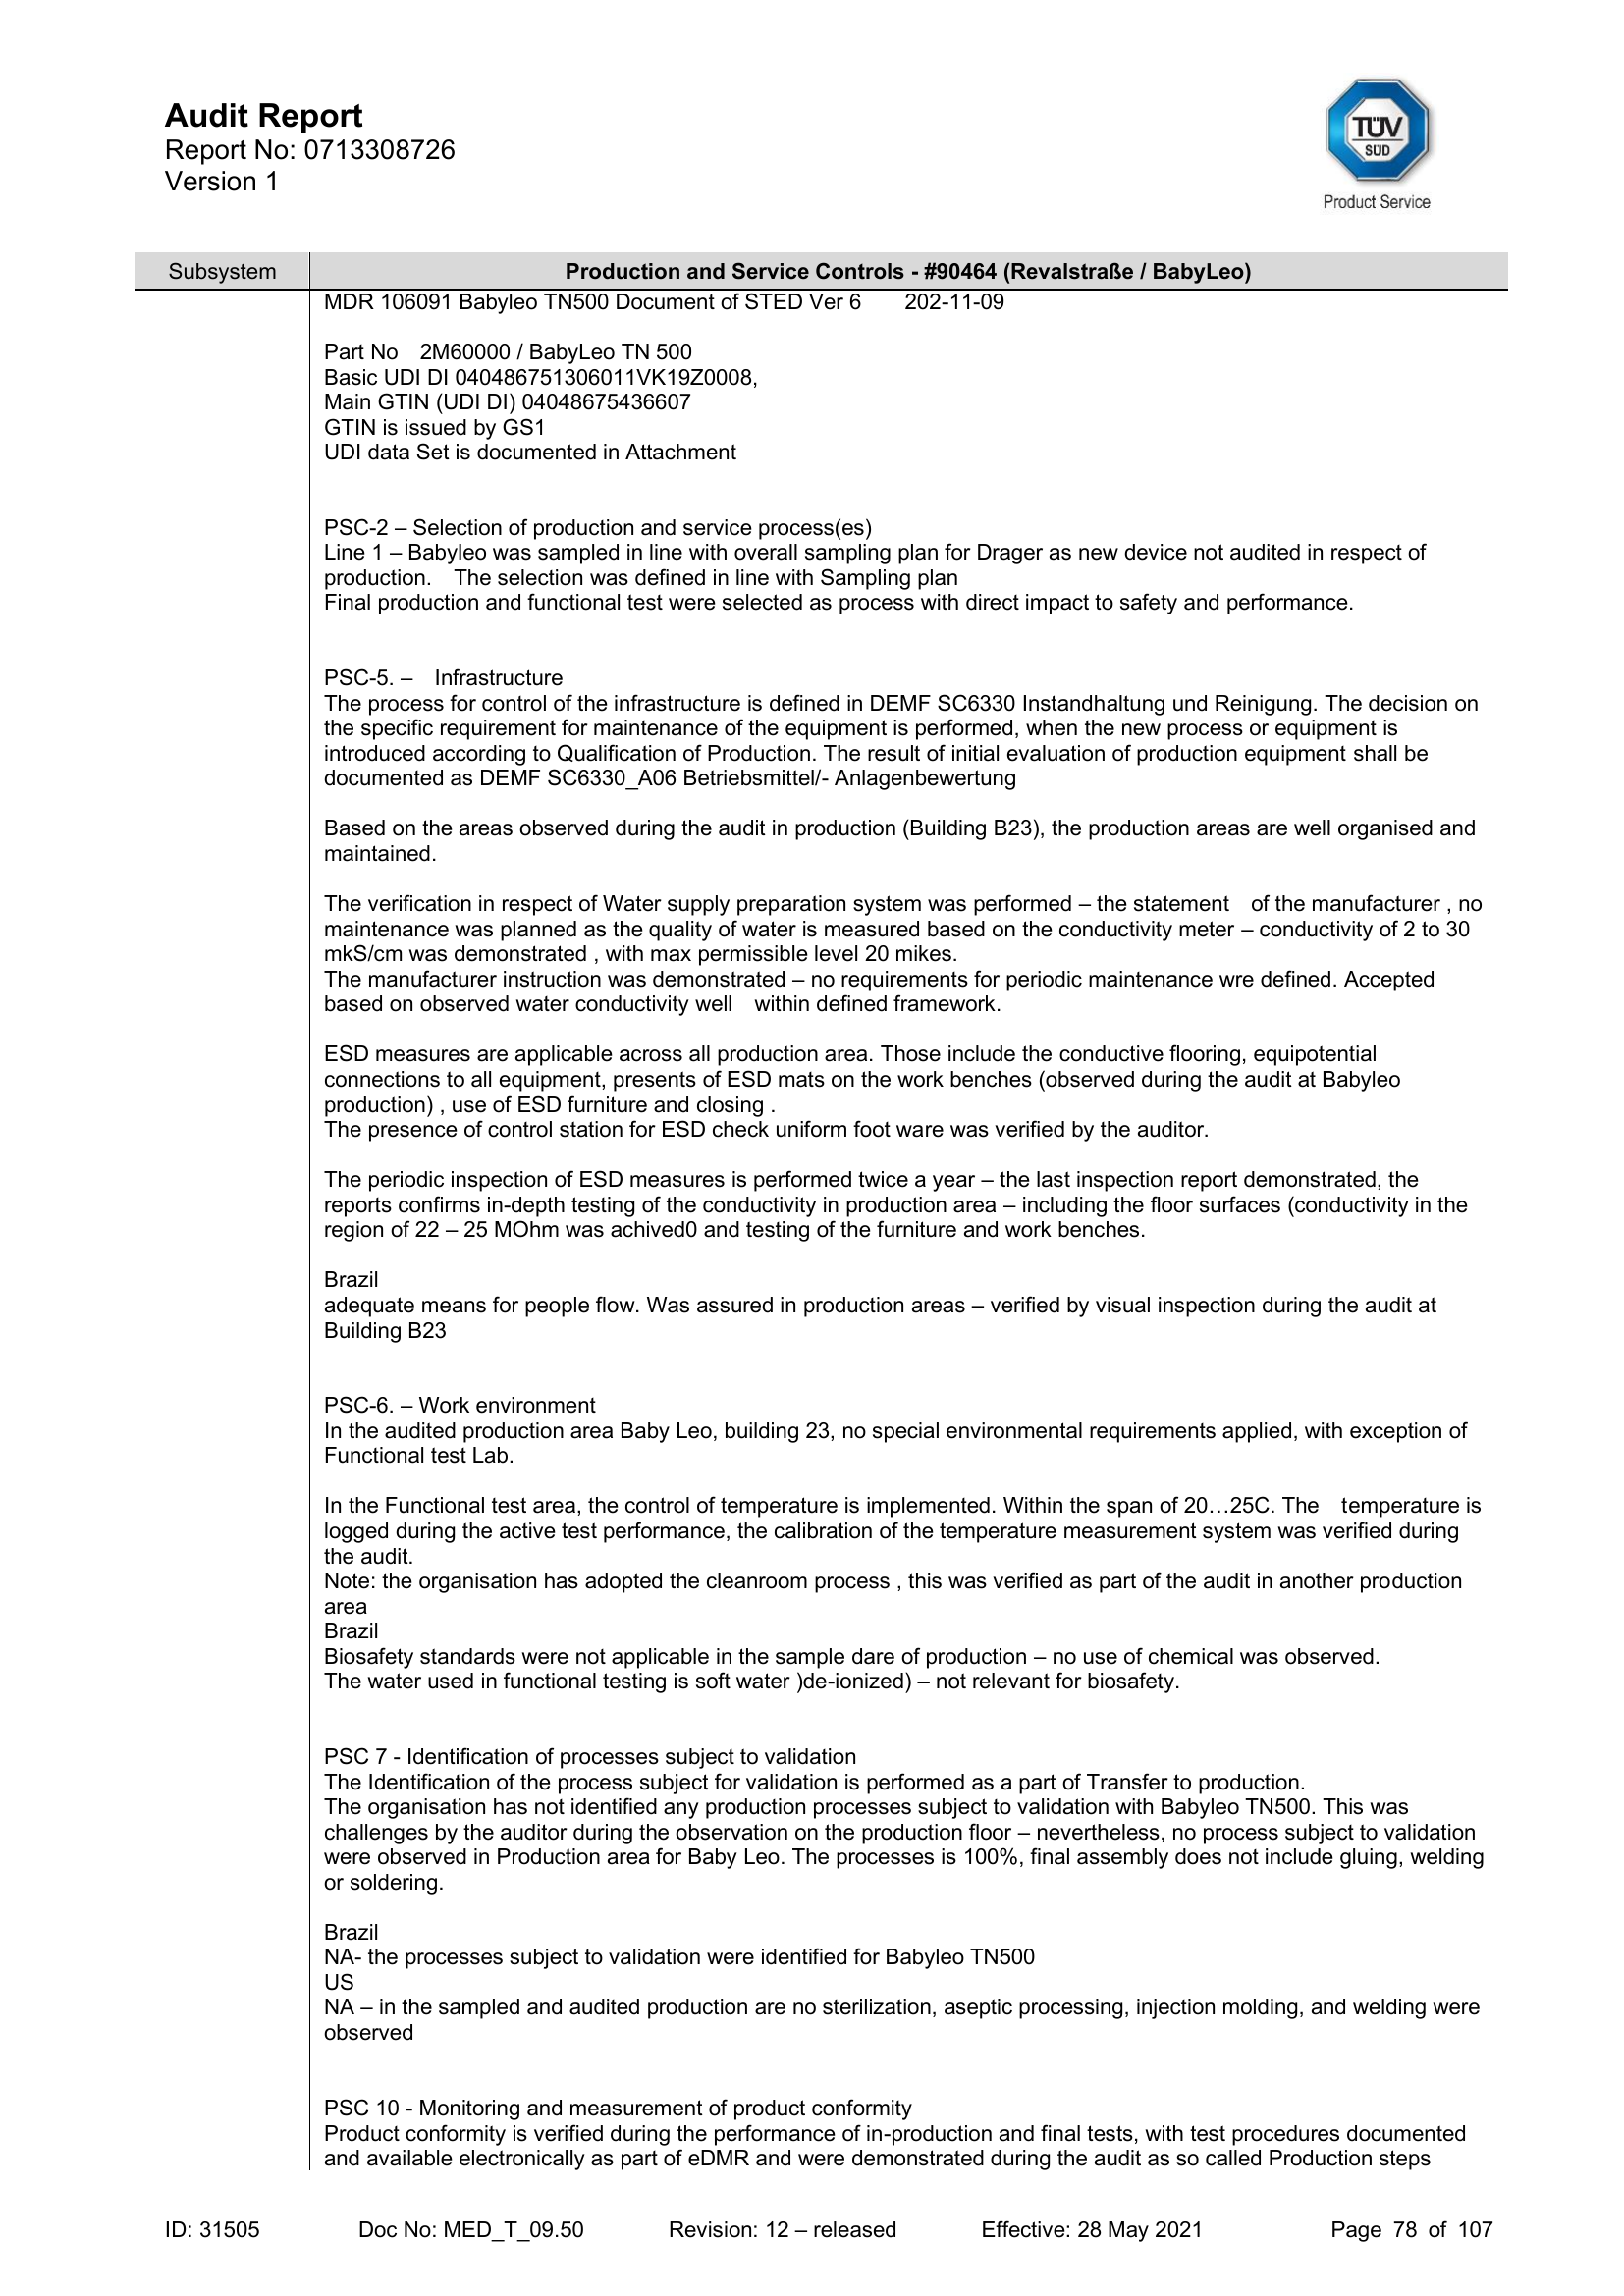 Audit Report
Report No: 0713308726
Version 1
TÜV
SÜD
Product Service
Subsystem
Production and Service Controls - #90464 (Revalstraße / BabyLeo)
MDR 106091 Babyleo TN500 Document of STED Ver 6 202-11-09
Part No 2M60000 / BabyLeo TN 500
Basic UDI DI 040486751306011VK19Z0008,
Main GTIN (UDI DI) 04048675436607
GTIN is issued by GS1
UDI data Set is documented in Attachment
PSC-2 – Selection of production and service process(es)
Line 1 – Babyleo was sampled in line with overall sampling plan for Drager as new device not audited in respect of
production. The selection was defined in line with Sampling plan
Final production and functional test were selected as process with direct impact to safety and performance.
PSC-5. – Infrastructure
The process for control of the infrastructure is defined in DEMF SC6330 Instandhaltung und Reinigung. The decision on
the specific requirement for maintenance of the equipment is performed, when the new process or equipment is
introduced according to Qualification of Production. The result of initial evaluation of production equipment shall be
documented as DEMF SC6330_A06 Betriebsmittel/- Anlagenbewertung
Based on the areas observed during the audit in production (Building B23), the production areas are well organised and
maintained.
The verification in respect of Water supply preparation system was performed – the statement of the manufacturer , no
maintenance was planned as the quality of water is measured based on the conductivity meter – conductivity of 2 to 30
mkS/cm was demonstrated , with max permissible level 20 mikes.
The manufacturer instruction was demonstrated – no requirements for periodic maintenance wre defined. Accepted
based on observed water conductivity well within defined framework.
ESD measures are applicable across all production area. Those include the conductive flooring, equipotential
connections to all equipment, presents of ESD mats on the work benches (observed during the audit at Babyleo
production) , use of ESD furniture and closing .
The presence of control station for ESD check uniform foot ware was verified by the auditor.
The periodic inspection of ESD measures is performed twice a year – the last inspection report demonstrated, the
reports confirms in-depth testing of the conductivity in production area – including the floor surfaces (conductivity in the
region of 22 – 25 MOhm was achived0 and testing of the furniture and work benches.
Brazil
adequate means for people flow. Was assured in production areas – verified by visual inspection during the audit at
Building B23
PSC-6. – Work environment
In the audited production area Baby Leo, building 23, no special environmental requirements applied, with exception of
Functional test Lab.
In the Functional test area, the control of temperature is implemented. Within the span of 20…25C. The temperature is
logged during the active test performance, the calibration of the temperature measurement system was verified during
the audit.
Note: the organisation has adopted the cleanroom process , this was verified as part of the audit in another production
area
Brazil
Biosafety standards were not applicable in the sample dare of production – no use of chemical was observed.
The water used in functional testing is soft water )de-ionized) – not relevant for biosafety.
PSC 7 - Identification of processes subject to validation
The Identification of the process subject for validation is performed as a part of Transfer to production.
The organisation has not identified any production processes subject to validation with Babyleo TN500. This was
challenges by the auditor during the observation on the production floor – nevertheless, no process subject to validation
were observed in Production area for Baby Leo. The processes is 100%, final assembly does not include gluing, welding
or soldering.
Brazil
NA- the processes subject to validation were identified for Babyleo TN500
US
NA – in the sampled and audited production are no sterilization, aseptic processing, injection molding, and welding were
observed
PSC 10 - Monitoring and measurement of product conformity
Product conformity is verified during the performance of in-production and final tests, with test procedures documented
and available electronically as part of eDMR and were demonstrated during the audit as so called Production steps
ID: 31505 Doc No: MED_T_09.50 Revision: 12 – released Effective: 28 May 2021 Page 78 of 107